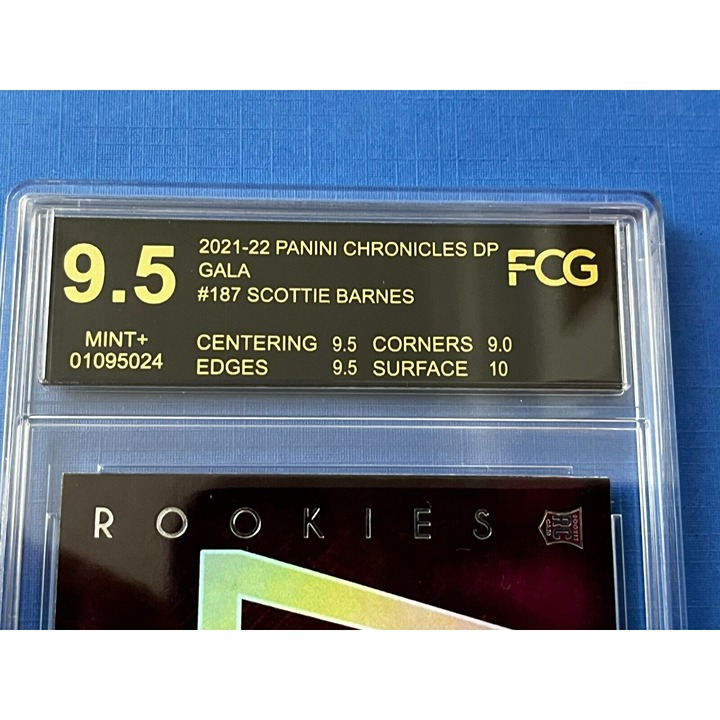 9.5
2021-22 PANINI CHRONICLES DP
GALA
#187 SCOTTIE BARNES
FCG
MINT+
01095024
CENTERING 9.5 CORNERS 9.0
EDGES 9.5 SURFACE 10
ROOKIES
RC